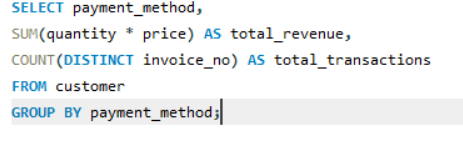 SELECT payment_method,
SUM(quantity * price) AS total_revenue,
COUNT(DISTINCT invoice_no) AS total_transactions
FROM customer
GROUP BY payment_method;